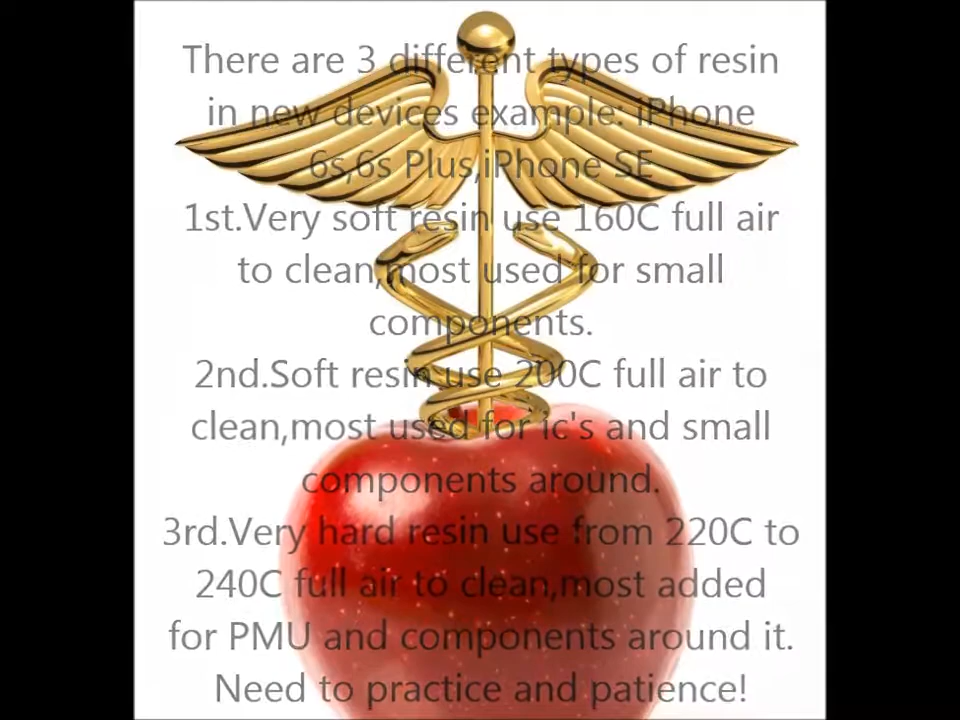 There are 3 different types of resin
in new devices example: iPhone
6s,6s Plus,iPhone SE
1st.Very soft resin use 160C full air
to clean,most used for small
components.
2nd.Soft resin use 200C full air to
clean,most used for ic's and small
components around.
3rd.Very hard resin use from 220C to
240C full air to clean,most added
for PMU and components around it.
Need to practice and patience!